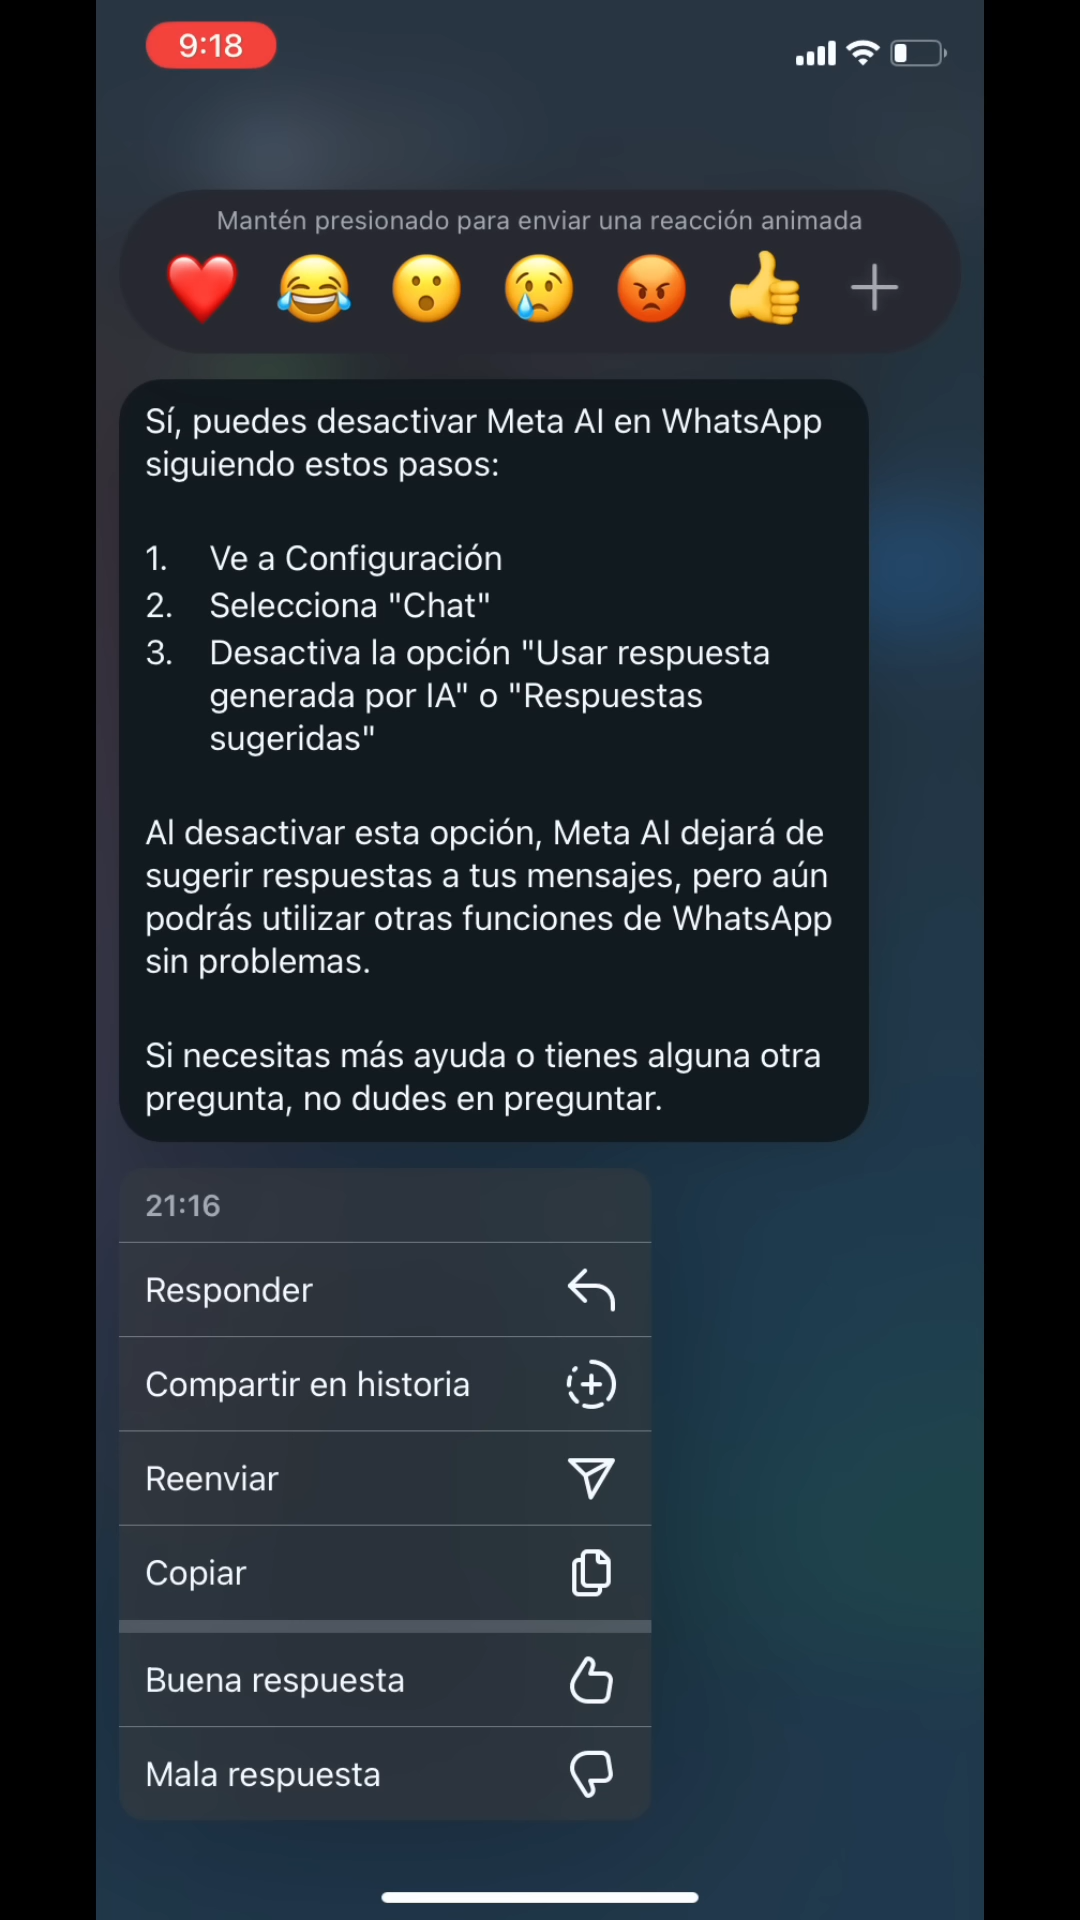 9:18
Mantén presionado para enviar una reacción animada
Sí, puedes desactivar Meta AI en WhatsApp
siguiendo estos pasos:
1. Ve a Configuración
2. Selecciona "Chat"
3. Desactiva la opción "Usar respuesta
generada por IA" o "Respuestas
sugeridas"
Al desactivar esta opción, Meta AI dejará de
sugerir respuestas a tus mensajes, pero aún
podrás utilizar otras funciones de WhatsApp
sin problemas.
Si necesitas más ayuda o tienes alguna otra
pregunta, no dudes en preguntar.
21:16
Responder
Compartir en historia
Reenviar
Copiar
Buena respuesta
Mala respuesta